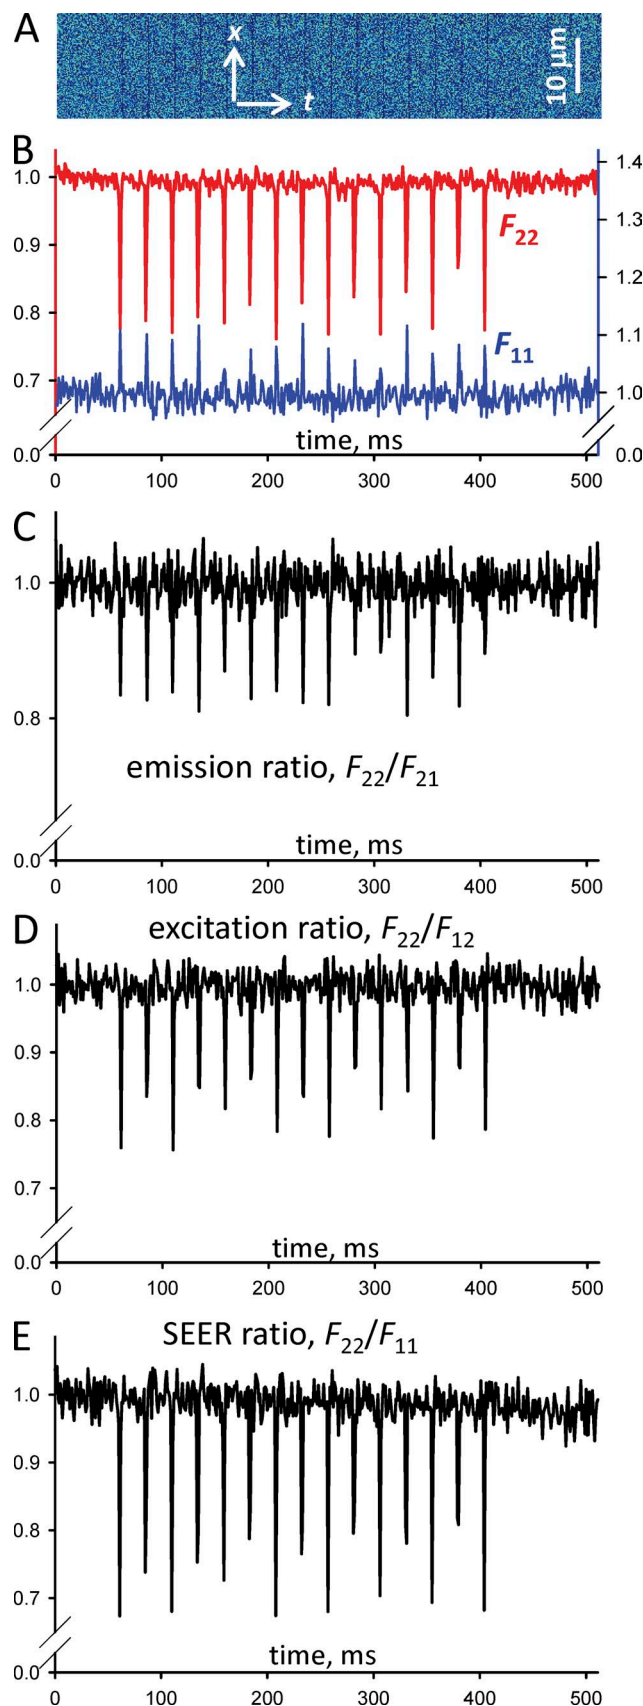 A
x
t
10 μm
B
1.0
0.9
0.8
0.7
0.0
1.4
1.3
1.2
1.1
1.0
0.0
F22
F11
time, ms
0 100 200 300 400 500
C
1.0
0.8
0.0
emission ratio, F22/F21
time, ms
0 100 200 300 400 500
D
excitation ratio, F22/F12
1.0
0.9
0.8
0.7
0.0
time, ms
0 100 200 300 400 500
E
SEER ratio, F22/F11
1.0
0.9
0.8
0.7
0.0
time, ms
0 100 200 300 400 500